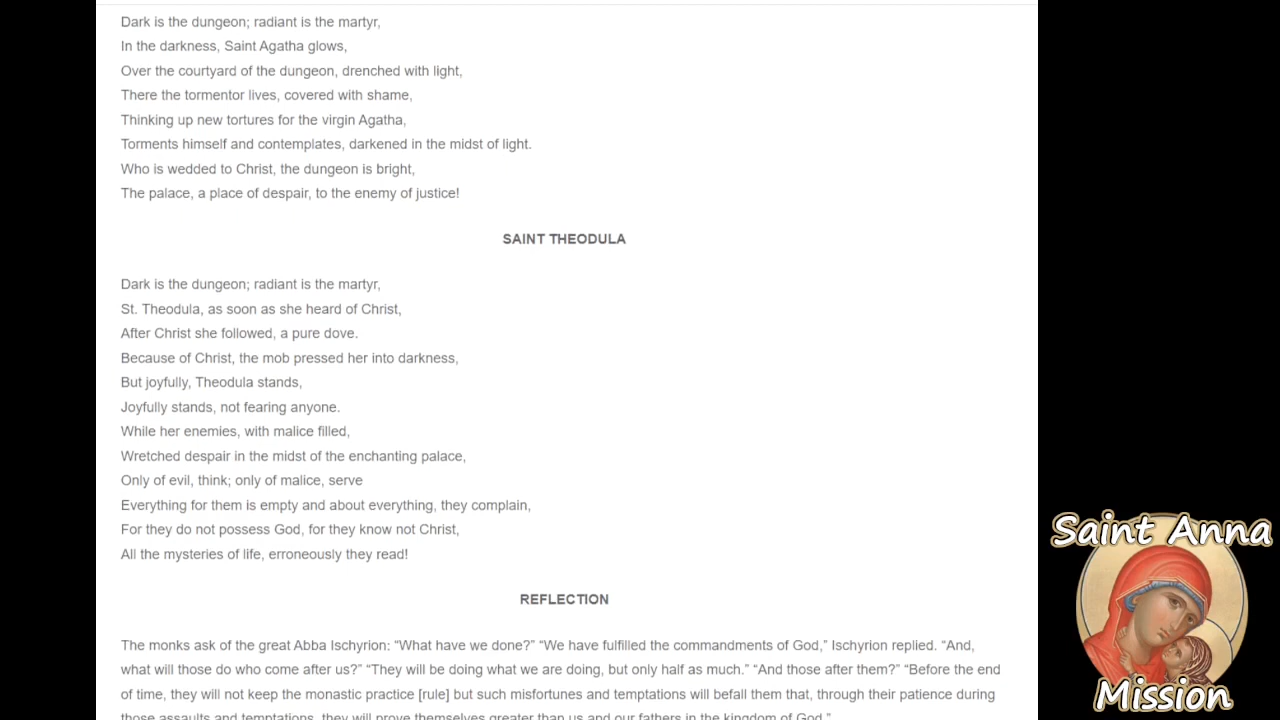 Dark is the dungeon; radiant is the martyr,
In the darkness, Saint Agatha glows,
Over the courtyard of the dungeon, drenched with light,
There the tormentor lives, covered with shame,
Thinking up new tortures for the virgin Agatha,
Torments himself and contemplates, darkened in the midst of light.
Who is wedded to Christ, the dungeon is bright,
The palace, a place of despair, to the enemy of justice!
SAINT THEODULA
Dark is the dungeon; radiant is the martyr,
St. Theodula, as soon as she heard of Christ,
After Christ she followed, a pure dove.
Because of Christ, the mob pressed her into darkness,
But joyfully, Theodula stands,
Joyfully stands, not fearing anyone.
While her enemies, with malice filled,
Wretched despair in the midst of the enchanting palace,
Only of evil, think; only of malice, serve
Everything for them is empty and about everything, they complain,
For they do not possess God, for they know not Christ,
All the mysteries of life, erroneously they read!
REFLECTION
The monks ask of the great Abba Ischyrion: “What have we done?” “We have fulfilled the commandments of God,” Ischyrion replied. “And,
what will those do who come after us?” “They will be doing what we are doing, but only half as much.” “And those after them?” “Before the end
of time, they will not keep the monastic practice [rule] but such misfortunes and temptations will befall them that, through their patience during
those assaults and temptations, they will prove themselves greater than us and our fathers in the kingdom of God.”
Saint Anna
Mission